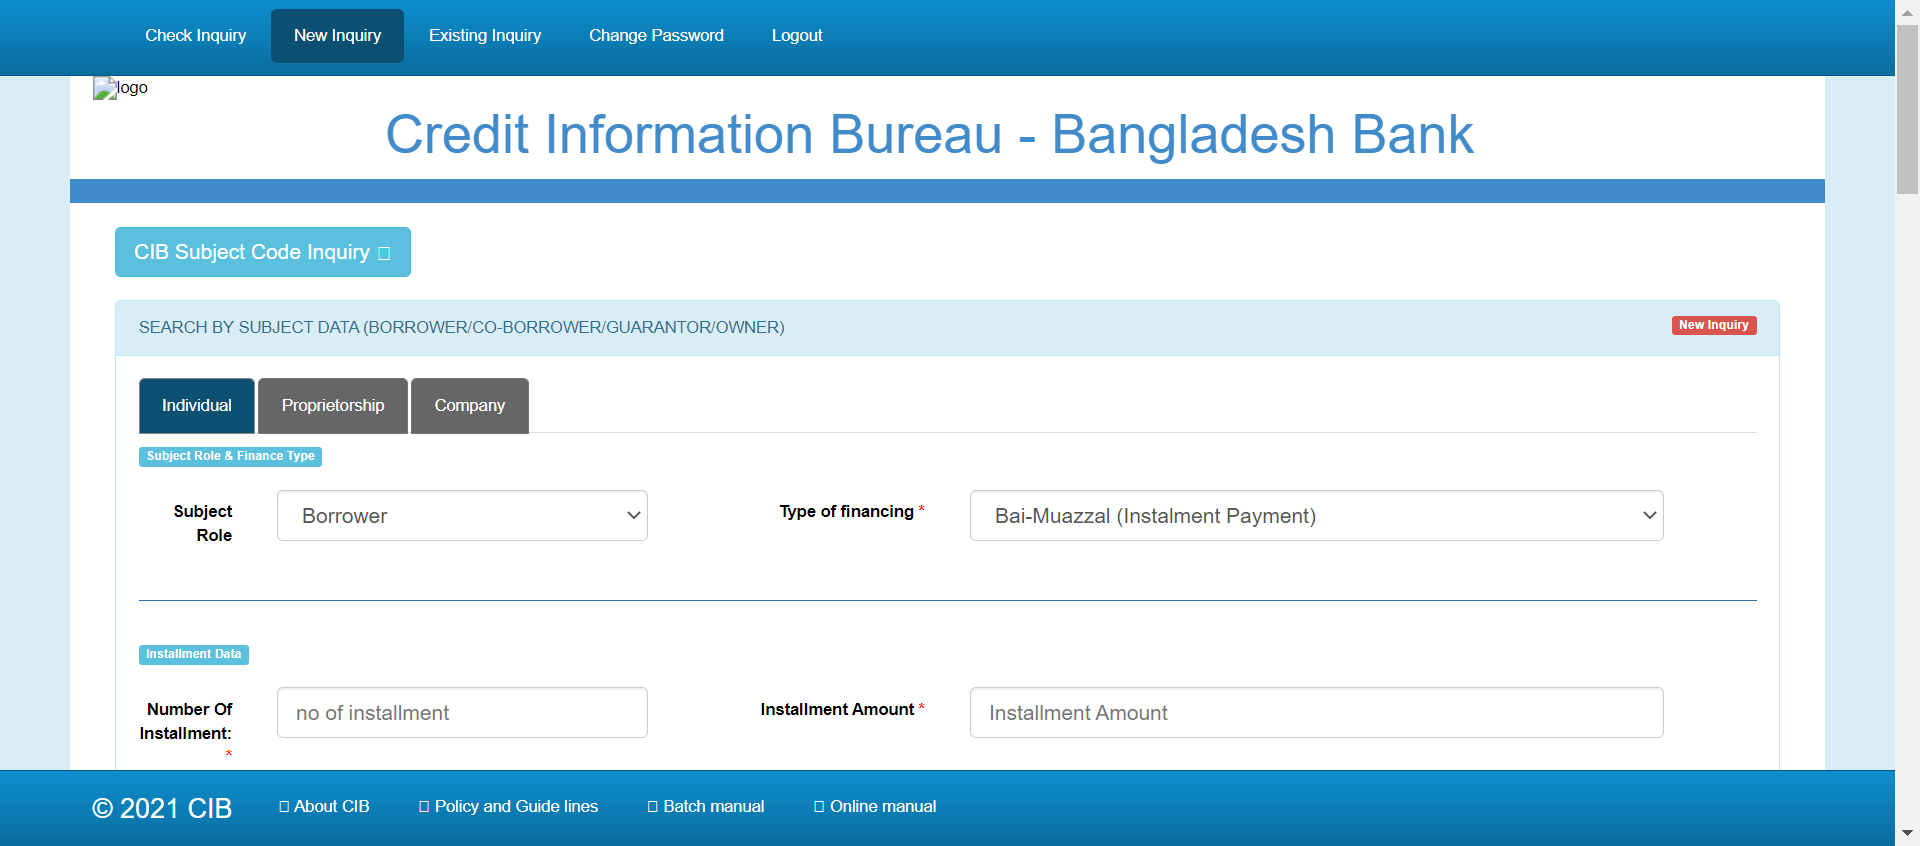 Check Inquiry New Inquiry Existing Inquiry Change Password Logout
logo
Credit Information Bureau - Bangladesh Bank
CIB Subject Code Inquiry
SEARCH BY SUBJECT DATA (BORROWER/CO-BORROWER/GUARANTOR/OWNER) New Inquiry
Individual Proprietorship Company
Subject Role & Finance Type
Subject Role Borrower Type of financing * Bai-Muazzal (Instalment Payment)
Installment Data
Number Of Installment: * no of installment Installment Amount * Installment Amount
© 2021 CIB About CIB Policy and Guide lines Batch manual Online manual